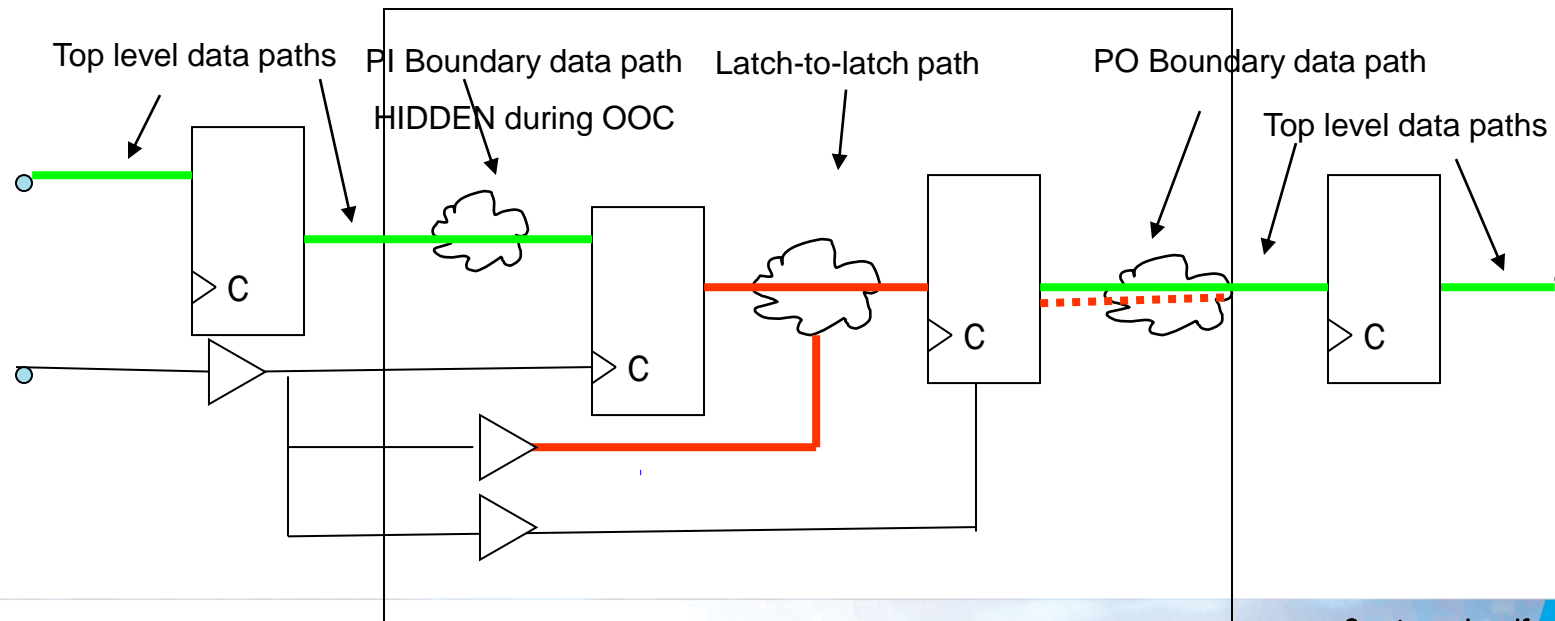 Top level data paths
PI Boundary data path
HIDDEN during OOC
Latch-to-latch path
PO Boundary data path
Top level data paths
C
C
C
C